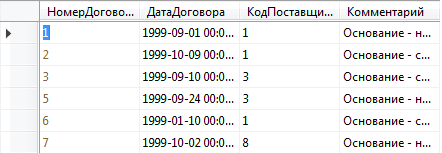 НомерДогово... ДатаДоговора КодПоставщи... Комментарий
1 1999-09-01 00:0... 1 Основание - н...
2 1999-10-09 00:0... 1 Основание - с...
3 1999-09-10 00:0... 3 Основание - с...
5 1999-09-24 00:0... 3 Основание - н...
6 1999-01-10 00:0... 1 Основание - с...
7 1999-10-02 00:0... 8 Основание - н...